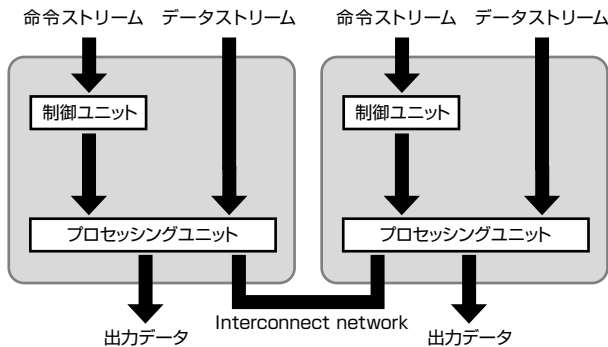 命令ストリーム データストリーム 命令ストリーム データストリーム
制御ユニット 制御ユニット
プロセッシングユニット プロセッシングユニット
Interconnect network
出力データ 出力データ